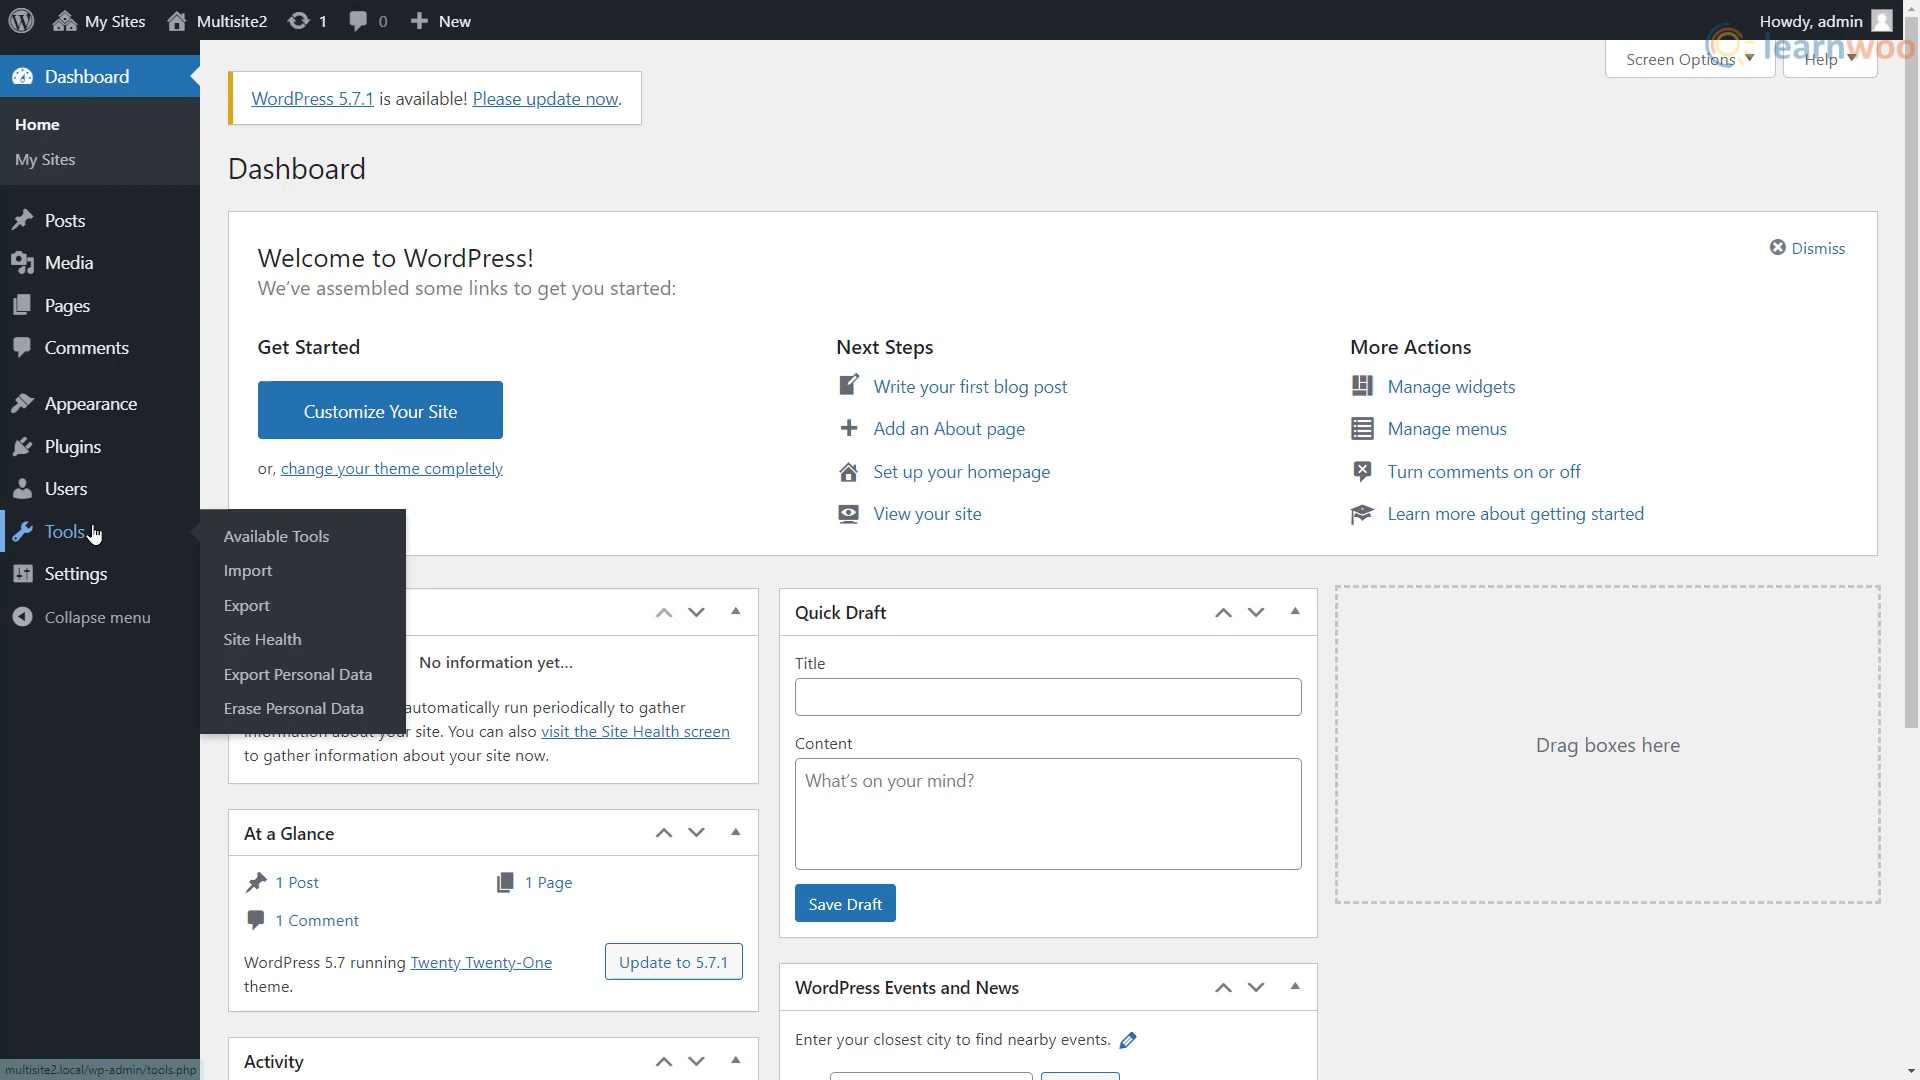 My Sites
Multisite2
1
0
New
Howdy, admin
learnwoo
Screen Options
Help
Dashboard
Home
My Sites
Posts
Media
Pages
Comments
Appearance
Plugins
Users
Tools
Settings
Collapse menu
Available Tools
Import
Export
Site Health
Export Personal Data
Erase Personal Data
WordPress 5.7.1 is available! Please update now.
Dashboard
Welcome to WordPress!
We've assembled some links to get you started:
Dismiss
Get Started
Customize Your Site
or, change your theme completely
Next Steps
Write your first blog post
Add an About page
Set up your homepage
View your site
More Actions
Manage widgets
Manage menus
Turn comments on or off
Learn more about getting started
No information yet...
automatically run periodically to gather
information about your site. You can also visit the Site Health screen
to gather information about your site now.
At a Glance
1 Post
1 Page
1 Comment
WordPress 5.7 running Twenty Twenty-One
theme.
Update to 5.7.1
Activity
Quick Draft
Title
Content
What's on your mind?
Save Draft
WordPress Events and News
Enter your closest city to find nearby events.
Drag boxes here
multisite2.local/wp-admin/tools.php